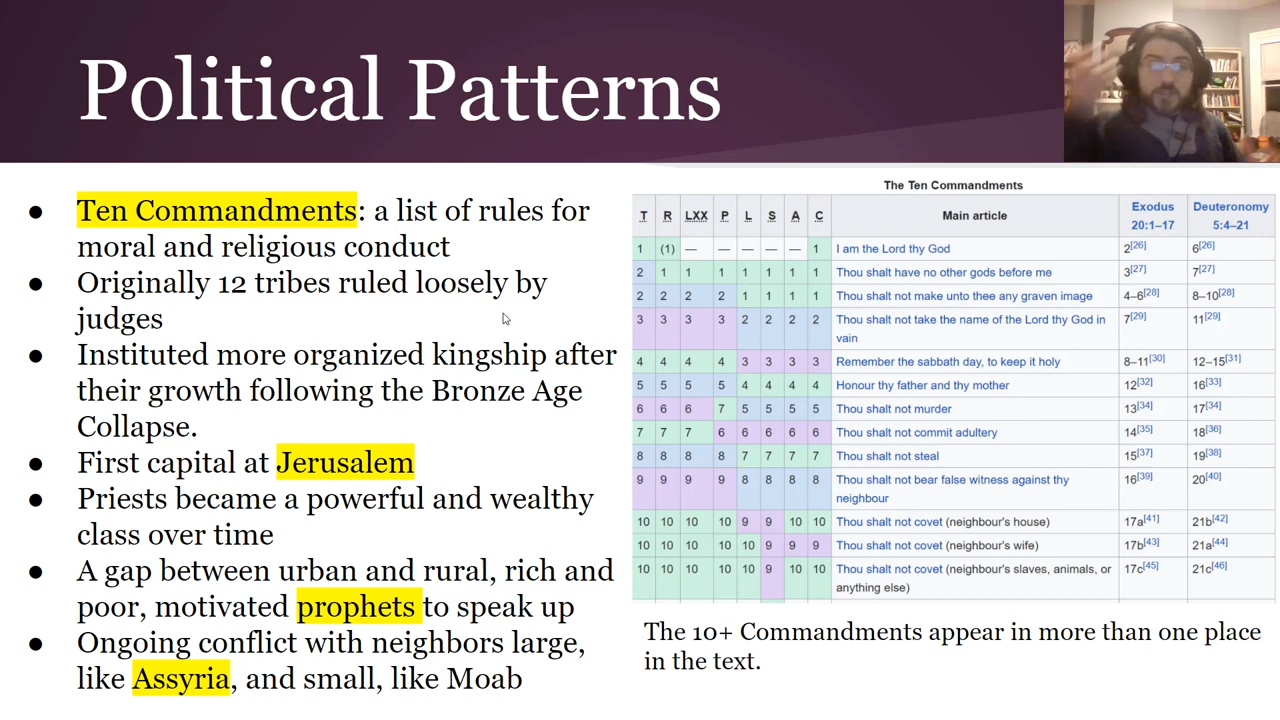 Political Patterns
● Ten Commandments: a list of rules for
moral and religious conduct
● Originally 12 tribes ruled loosely by
judges
● Instituted more organized kingship after
their growth following the Bronze Age
Collapse.
● First capital at Jerusalem
● Priests became a powerful and wealthy
class over time
● A gap between urban and rural, rich and
poor, motivated prophets to speak up
● Ongoing conflict with neighbors large,
like Assyria, and small, like Moab
The Ten Commandments
T R LXX P L S A C Main article Exodus 20:1–17 Deuteronomy 5:4–21
1 (1) — — — — — 1 I am the Lord thy God 2[26] 6[26]
2 1 1 1 1 1 1 1 Thou shalt have no other gods before me 3[27] 7[27]
2 2 2 2 1 1 1 1 Thou shalt not make unto thee any graven image 4–6[28] 8–10[28]
3 3 3 3 2 2 2 2 Thou shalt not take the name of the Lord thy God in 7[29] 11[29]
vain
4 4 4 4 3 3 3 3 Remember the sabbath day, to keep it holy 8–11[30] 12–15[31]
5 5 5 5 4 4 4 4 Honour thy father and thy mother 12[32] 16[33]
6 6 6 7 5 5 5 5 Thou shalt not murder 13[34] 17[34]
7 7 7 6 6 6 6 6 Thou shalt not commit adultery 14[35] 18[36]
8 8 8 8 7 7 7 7 Thou shalt not steal 15[37] 19[38]
9 9 9 9 8 8 8 8 Thou shalt not bear false witness against thy 16[39] 20[40]
neighbour
10 10 10 10 9 9 10 10 Thou shalt not covet (neighbour's house) 17a[41] 21b[42]
10 10 10 10 10 9 9 9 Thou shalt not covet (neighbour's wife) 17b[43] 21a[44]
10 10 10 10 10 9 10 10 Thou shalt not covet (neighbour's slaves, animals, or 17c[45] 21c[46]
anything else)
The 10+ Commandments appear in more than one place
in the text.